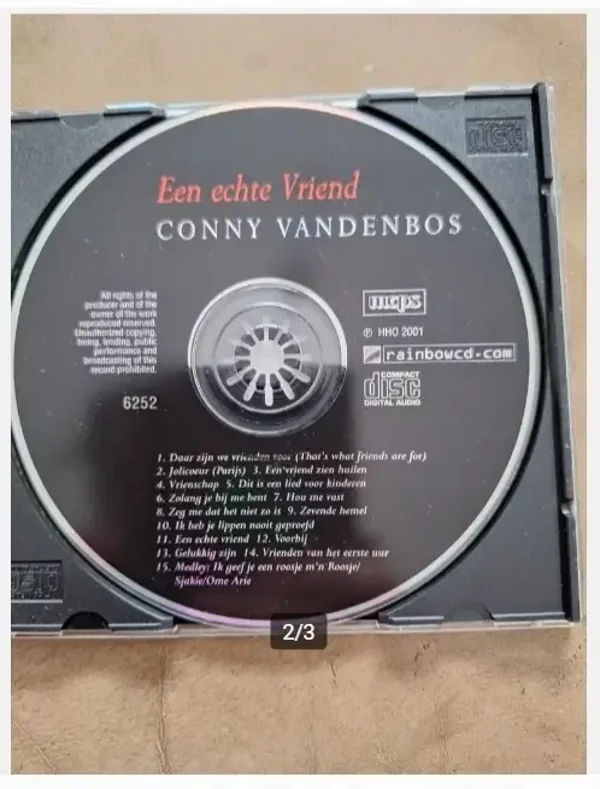 Een echte Vriend
CONNY VANDENBOS
All rights of the
producer and of the
owner of the work
reproduced reserved.
Unauthorized copying,
hiring, lending, public
performance and
broadcasting of this
record prohibited.
6252
mcps
℗ HHO 2001
rainbowcd-com
COMPACT
disc
DIGITAL AUDIO
1. Daar zijn we vrienden voor (That's what friends are for)
2. Jolicoeur (Parijs) 3. Een vriend zien huilen
4. Vrienschap 5. Dit is een lied voor kinderen
6. Zolang je bij me bent 7. Hou me vast
8. Zeg me dat het niet zo is 9. Zevende hemel
10. Ik heb je lippen nooit geproefd
11. Een echte vriend 12. Voorbij
13. Gelukkig zijn 14. Vrienden van het eerste uur
15. Medley: Ik geef je een roosje m'n Roosje/
Sjakie/Ome Arie
disc
2/3